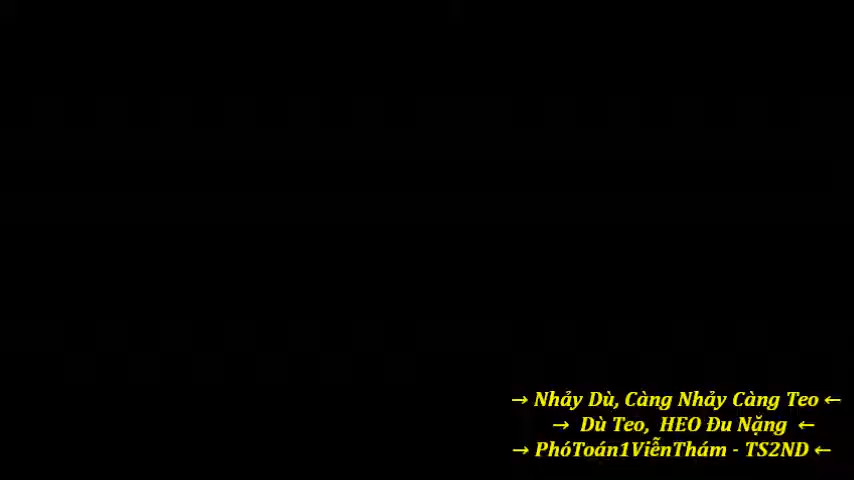 → Nhảy Dù, Càng Nhảy Càng Teo ←
→ Dù Teo, HEO Đu Nặng ←
→ PhóToán1ViễnThám - TS2ND ←